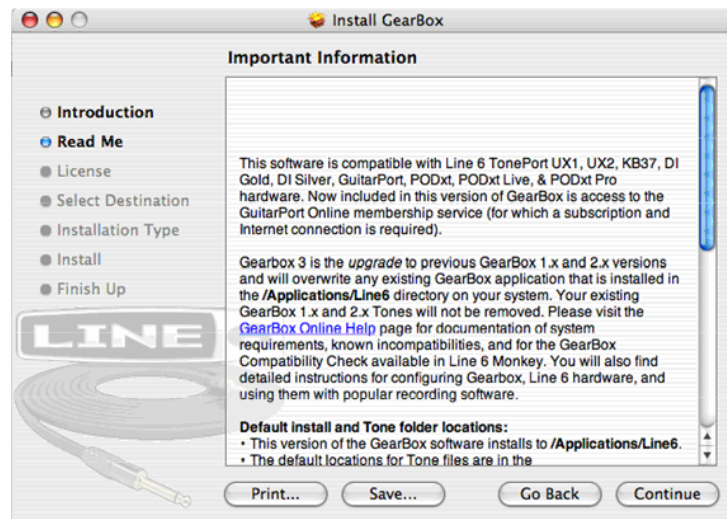 Install GearBox
Important Information
Introduction
Read Me
License
Select Destination
Installation Type
Install
Finish Up
LINE 6
This software is compatible with Line 6 TonePort UX1, UX2, KB37, DI
Gold, DI Silver, GuitarPort, PODxt, PODxt Live, & PODxt Pro
hardware. Now included in this version of GearBox is access to the
GuitarPort Online membership service (for which a subscription and
Internet connection is required).
Gearbox 3 is the upgrade to previous GearBox 1.x and 2.x versions
and will overwrite any existing GearBox application that is installed in
the /Applications/Line6 directory on your system. Your existing
GearBox 1.x and 2.x Tones will not be removed. Please visit the
GearBox Online Help page for documentation of system
requirements, known incompatibilities, and for the GearBox
Compatibility Check available in Line 6 Monkey. You will also find
detailed instructions for configuring Gearbox, Line 6 hardware, and
using them with popular recording software.
Default install and Tone folder locations:
• This version of the GearBox software installs to /Applications/Line6.
• The default locations for Tone files are in the
Print...
Save...
Go Back
Continue